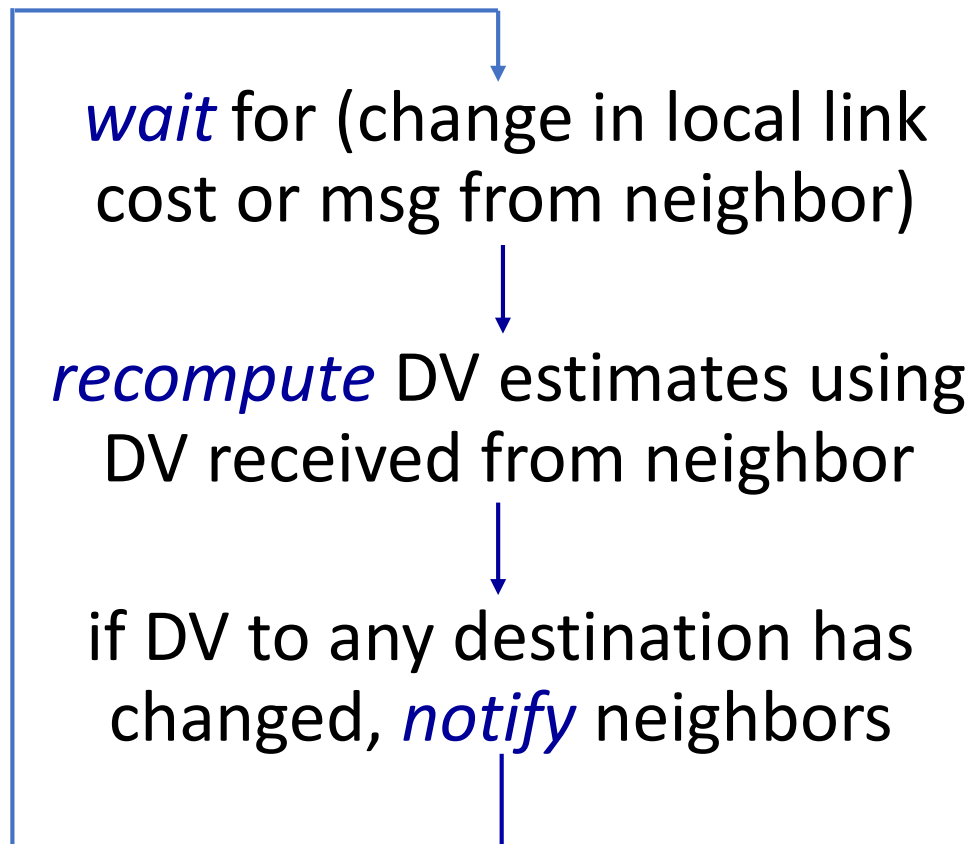 wait for (change in local link
cost or msg from neighbor)
recompute DV estimates using
DV received from neighbor
if DV to any destination has
changed, notify neighbors